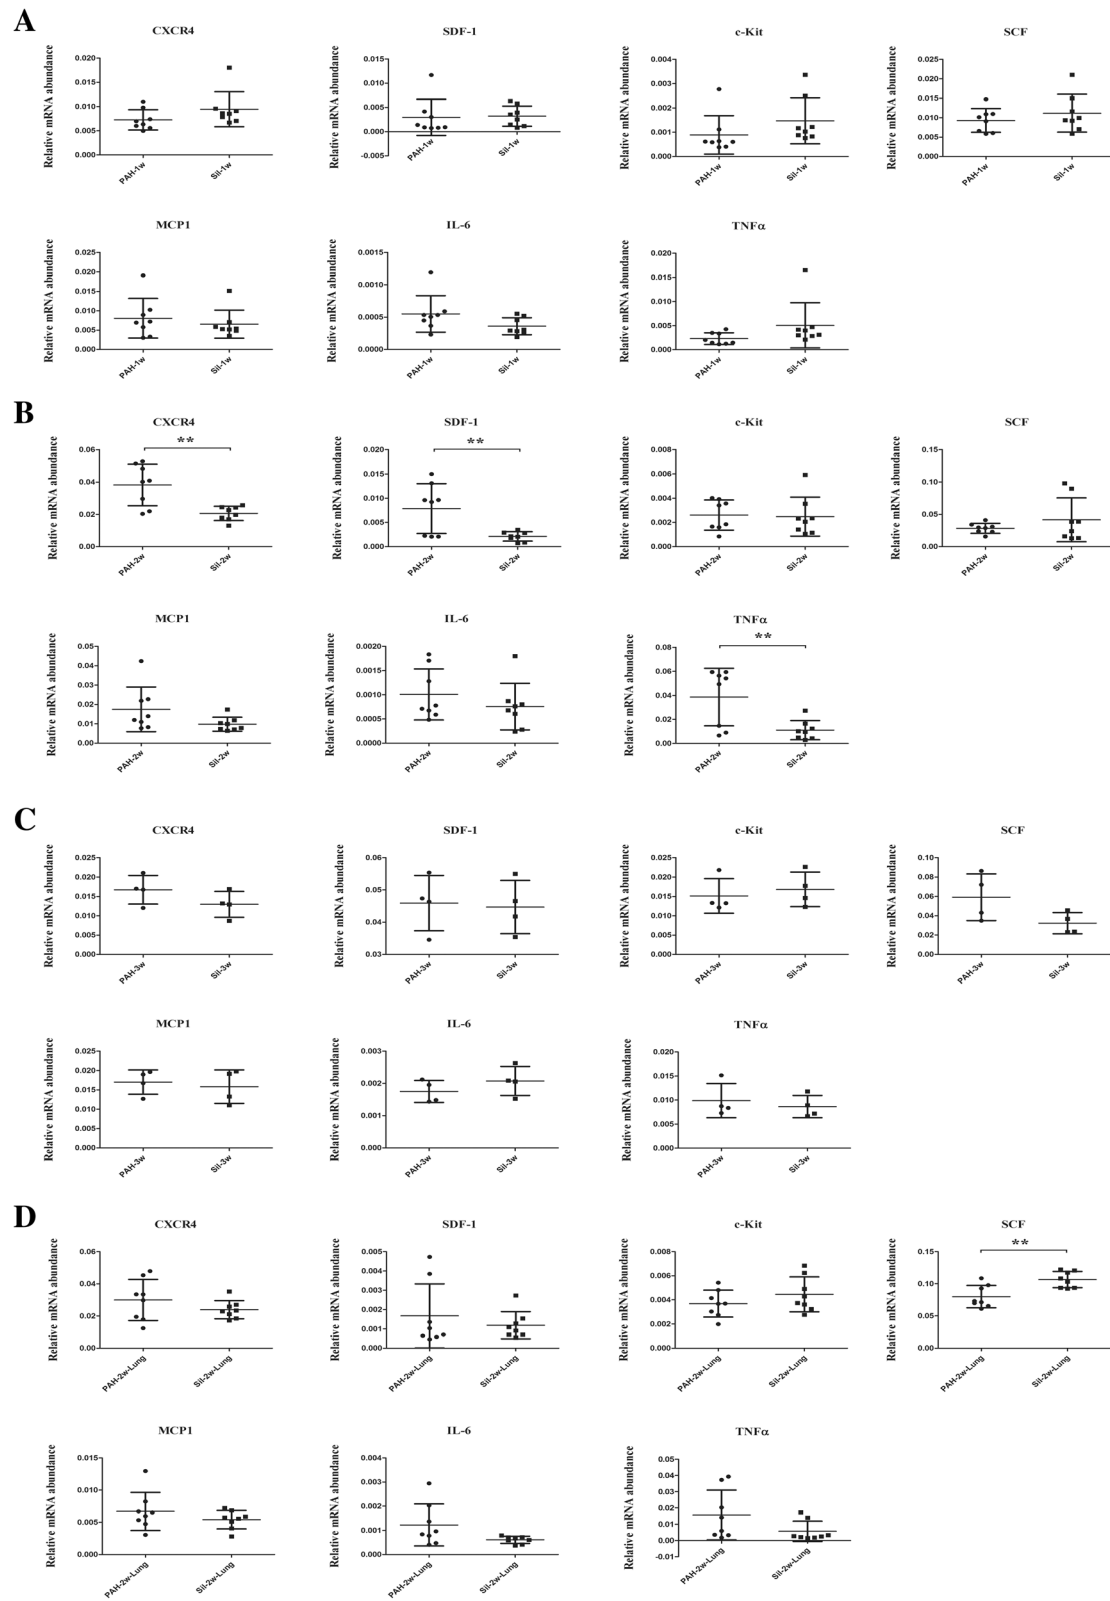 A
CXCR4
Relative mRNA abundance
0.020
0.015
0.010
0.005
0.000
PAH-1w
Sil-1w
SDF-1
Relative mRNA abundance
0.015
0.010
0.005
0.000
-0.005
PAH-1w
Sil-1w
c-Kit
Relative mRNA abundance
0.004
0.003
0.002
0.001
0.000
PAH-1w
Sil-1w
SCF
Relative mRNA abundance
0.025
0.020
0.015
0.010
0.005
0.000
PAH-1w
Sil-1w
MCP1
Relative mRNA abundance
0.025
0.020
0.015
0.010
0.005
0.000
PAH-1w
Sil-1w
IL-6
Relative mRNA abundance
0.0015
0.0010
0.0005
0.0000
PAH-1w
Sil-1w
TNFα
Relative mRNA abundance
0.020
0.015
0.010
0.005
0.000
PAH-1w
Sil-1w
B
CXCR4
**
Relative mRNA abundance
0.06
0.04
0.02
0.00
PAH-2w
Sil-2w
SDF-1
**
Relative mRNA abundance
0.020
0.015
0.010
0.005
0.000
PAH-2w
Sil-2w
c-Kit
Relative mRNA abundance
0.008
0.006
0.004
0.002
0.000
PAH-2w
Sil-2w
SCF
Relative mRNA abundance
0.15
0.10
0.05
0.00
PAH-2w
Sil-2w
MCP1
Relative mRNA abundance
0.05
0.04
0.03
0.02
0.01
0.00
PAH-2w
Sil-2w
IL-6
Relative mRNA abundance
0.0020
0.0015
0.0010
0.0005
0.0000
PAH-2w
Sil-2w
TNFα
**
Relative mRNA abundance
0.08
0.06
0.04
0.02
0.00
PAH-2w
Sil-2w
C
CXCR4
Relative mRNA abundance
0.025
0.020
0.015
0.010
0.005
0.000
PAH-3w
Sil-3w
SDF-1
Relative mRNA abundance
0.06
0.05
0.04
0.03
PAH-3w
Sil-3w
c-Kit
Relative mRNA abundance
0.025
0.020
0.015
0.010
0.005
0.000
PAH-3w
Sil-3w
SCF
Relative mRNA abundance
0.10
0.08
0.06
0.04
0.02
0.00
PAH-3w
Sil-3w
MCP1
Relative mRNA abundance
0.025
0.020
0.015
0.010
0.005
0.000
PAH-3w
Sil-3w
IL-6
Relative mRNA abundance
0.003
0.002
0.001
0.000
PAH-3w
Sil-3w
TNFα
Relative mRNA abundance
0.020
0.015
0.010
0.005
0.000
PAH-3w
Sil-3w
D
CXCR4
Relative mRNA abundance
0.06
0.04
0.02
0.00
PAH-2w-Lung
Sil-2w-Lung
SDF-1
Relative mRNA abundance
0.005
0.004
0.003
0.002
0.001
0.000
PAH-2w-Lung
Sil-2w-Lung
c-Kit
Relative mRNA abundance
0.008
0.006
0.004
0.002
0.000
PAH-2w-Lung
Sil-2w-Lung
SCF
**
Relative mRNA abundance
0.15
0.10
0.05
0.00
PAH-2w-Lung
Sil-2w-Lung
MCP1
Relative mRNA abundance
0.015
0.010
0.005
0.000
PAH-2w-Lung
Sil-2w-Lung
IL-6
Relative mRNA abundance
0.004
0.003
0.002
0.001
0.000
PAH-2w-Lung
Sil-2w-Lung
TNFα
Relative mRNA abundance
0.05
0.04
0.03
0.02
0.01
0.00
-0.01
PAH-2w-Lung
Sil-2w-Lung